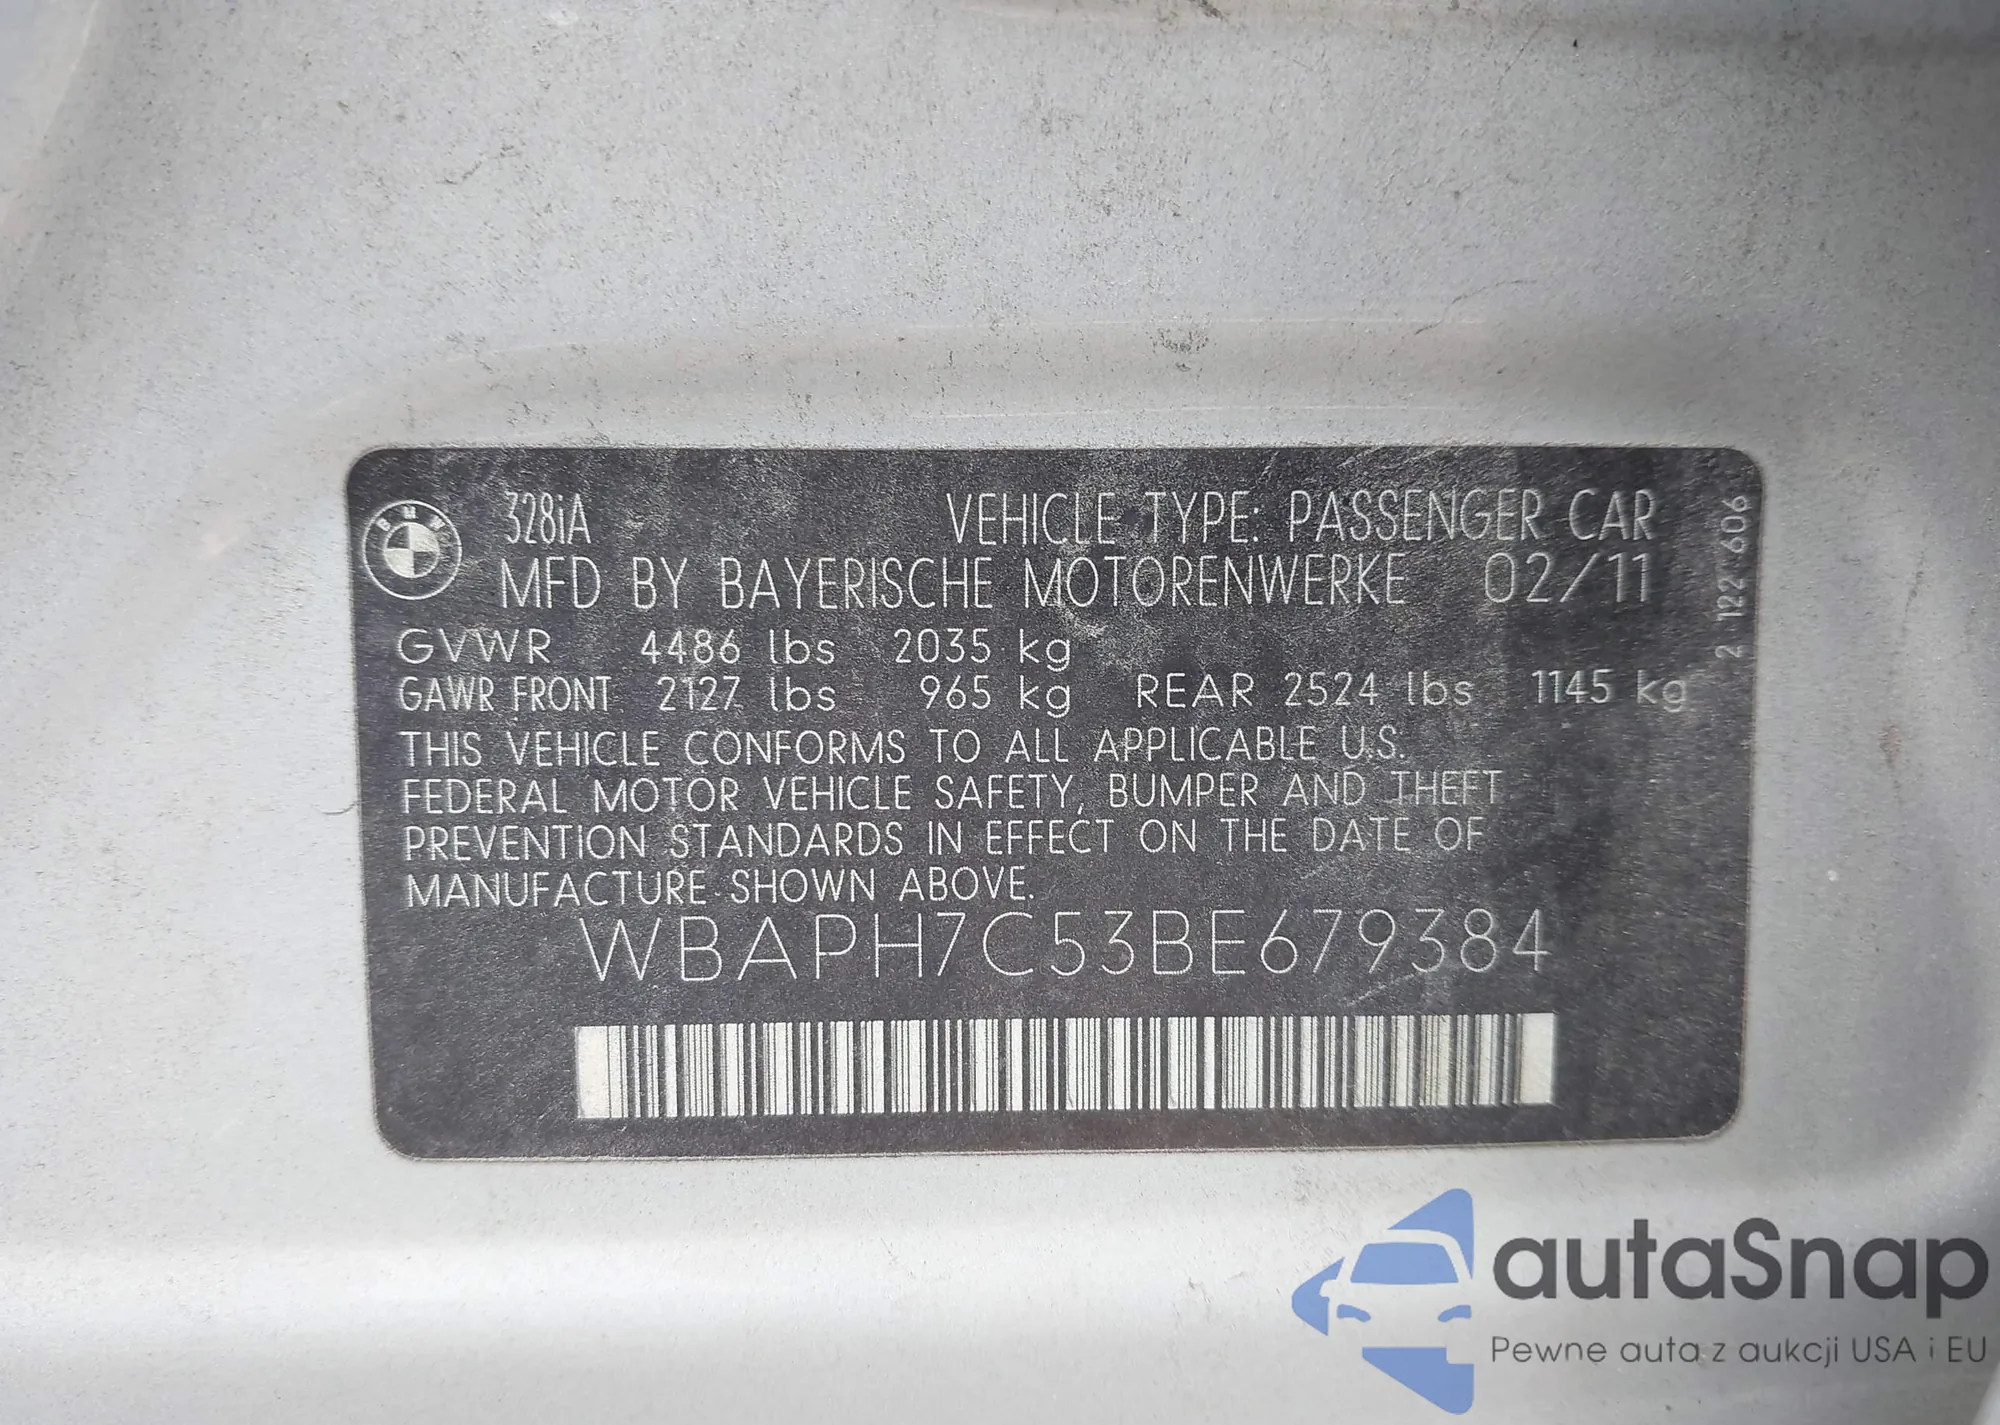 BMW
328iA VEHICLE TYPE: PASSENGER CAR
MFD BY BAYERISCHE MOTORENWERKE 02/11
GVWR 4486 lbs 2035 kg
GAWR FRONT 2127 lbs 965 kg REAR 2524 lbs 1145 kg
THIS VEHICLE CONFORMS TO ALL APPLICABLE U.S.
FEDERAL MOTOR VEHICLE SAFETY, BUMPER AND THEFT
PREVENTION STANDARDS IN EFFECT ON THE DATE OF
MANUFACTURE SHOWN ABOVE.
WBAPH7C53BE679384
2 122 606
autaSnap
Pewne auta z aukcji USA i EU